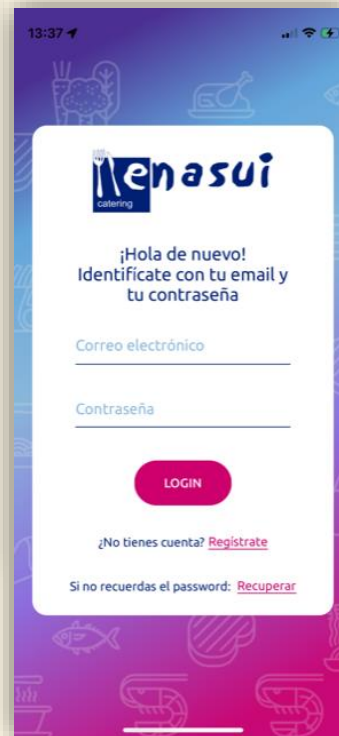 13:37
enasui
catering
¡Hola de nuevo!
Identifícate con tu email y
tu contraseña
Correo electrónico
Contraseña
LOGIN
¿No tienes cuenta? Regístrate
Si no recuerdas el password: Recuperar